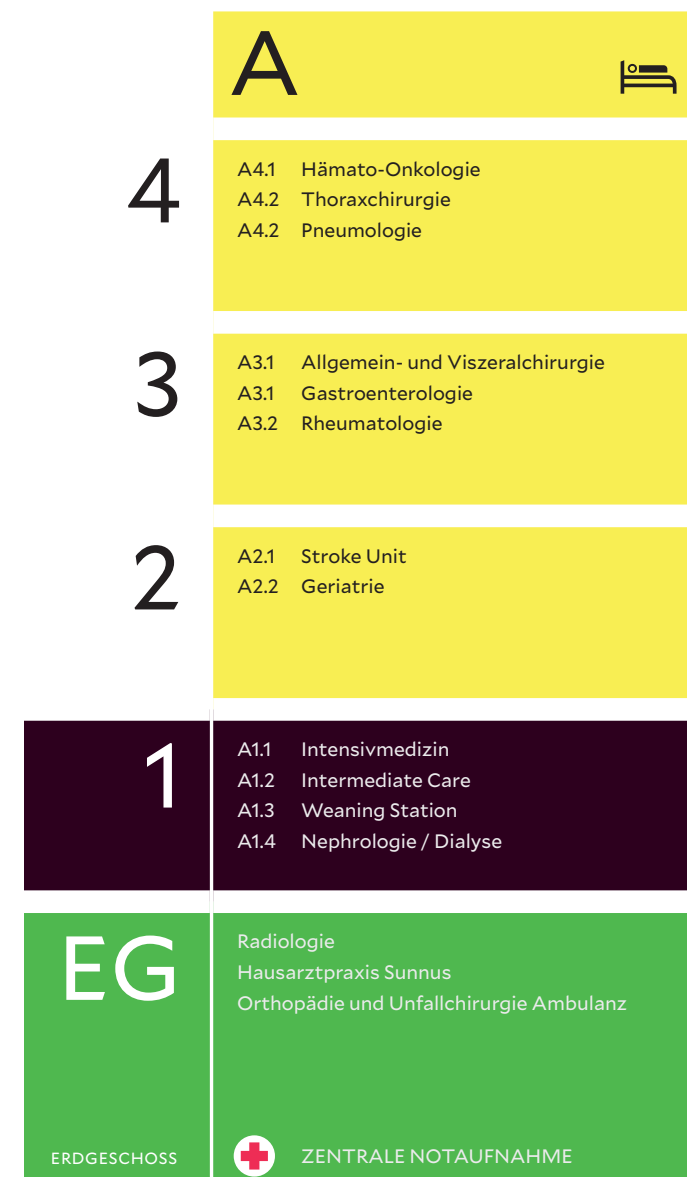 A
4
A4.1 Hämato-Onkologie
A4.2 Thoraxchirurgie
A4.2 Pneumologie
3
A3.1 Allgemein- und Viszeralchirurgie
A3.1 Gastroenterologie
A3.2 Rheumatologie
2
A2.1 Stroke Unit
A2.2 Geriatrie
1
A1.1 Intensivmedizin
A1.2 Intermediate Care
A1.3 Weaning Station
A1.4 Nephrologie / Dialyse
EG
Radiologie
Hausarztpraxis Sunnus
Orthopädie und Unfallchirurgie Ambulanz
ERDGESCHOSS
ZENTRALE NOTAUFNAHME